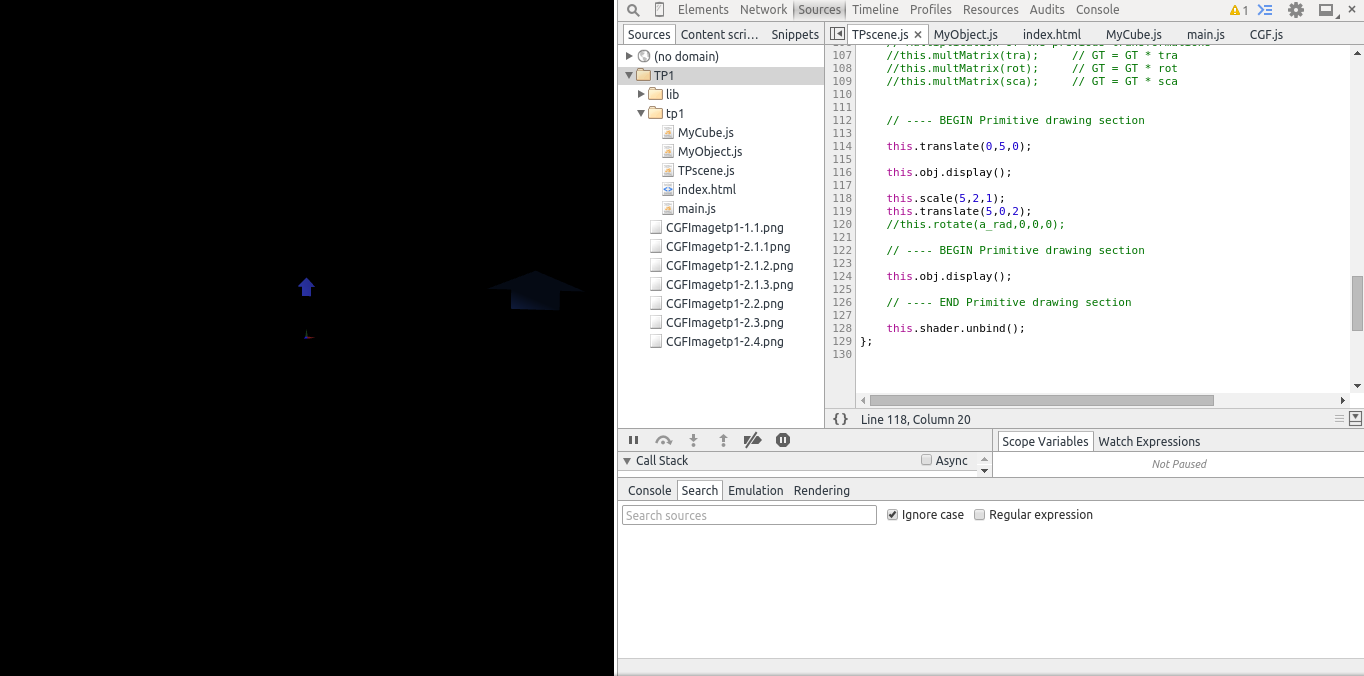 Elements Network Sources Timeline Profiles Resources Audits Console 1
Sources Content scri... Snippets
TPscene.js × MyObject.js index.html MyCube.js main.js CGF.js
(no domain)
TP1
lib
tp1
MyCube.js
MyObject.js
TPscene.js
index.html
main.js
CGFImagetp1-1.1.png
CGFImagetp1-2.1.1png
CGFImagetp1-2.1.2.png
CGFImagetp1-2.1.3.png
CGFImagetp1-2.2.png
CGFImagetp1-2.3.png
CGFImagetp1-2.4.png
107 //this.multMatrix(tra);     // GT = GT * tra
108 //this.multMatrix(rot);     // GT = GT * rot
109 //this.multMatrix(sca);     // GT = GT * sca
110
111
112 // ---- BEGIN Primitive drawing section
113
114 this.translate(0,5,0);
115
116 this.obj.display();
117
118 this.scale(5,2,1);
119 this.translate(5,0,2);
120 //this.rotate(a_rad,0,0,0);
121
122 // ---- BEGIN Primitive drawing section
123
124 this.obj.display();
125
126 // ---- END Primitive drawing section
127
128 this.shader.unbind();
129 };
130
{} Line 118, Column 20
Scope Variables Watch Expressions
Call Stack Async
Not Paused
Console Search Emulation Rendering
Search sources Ignore case Regular expression